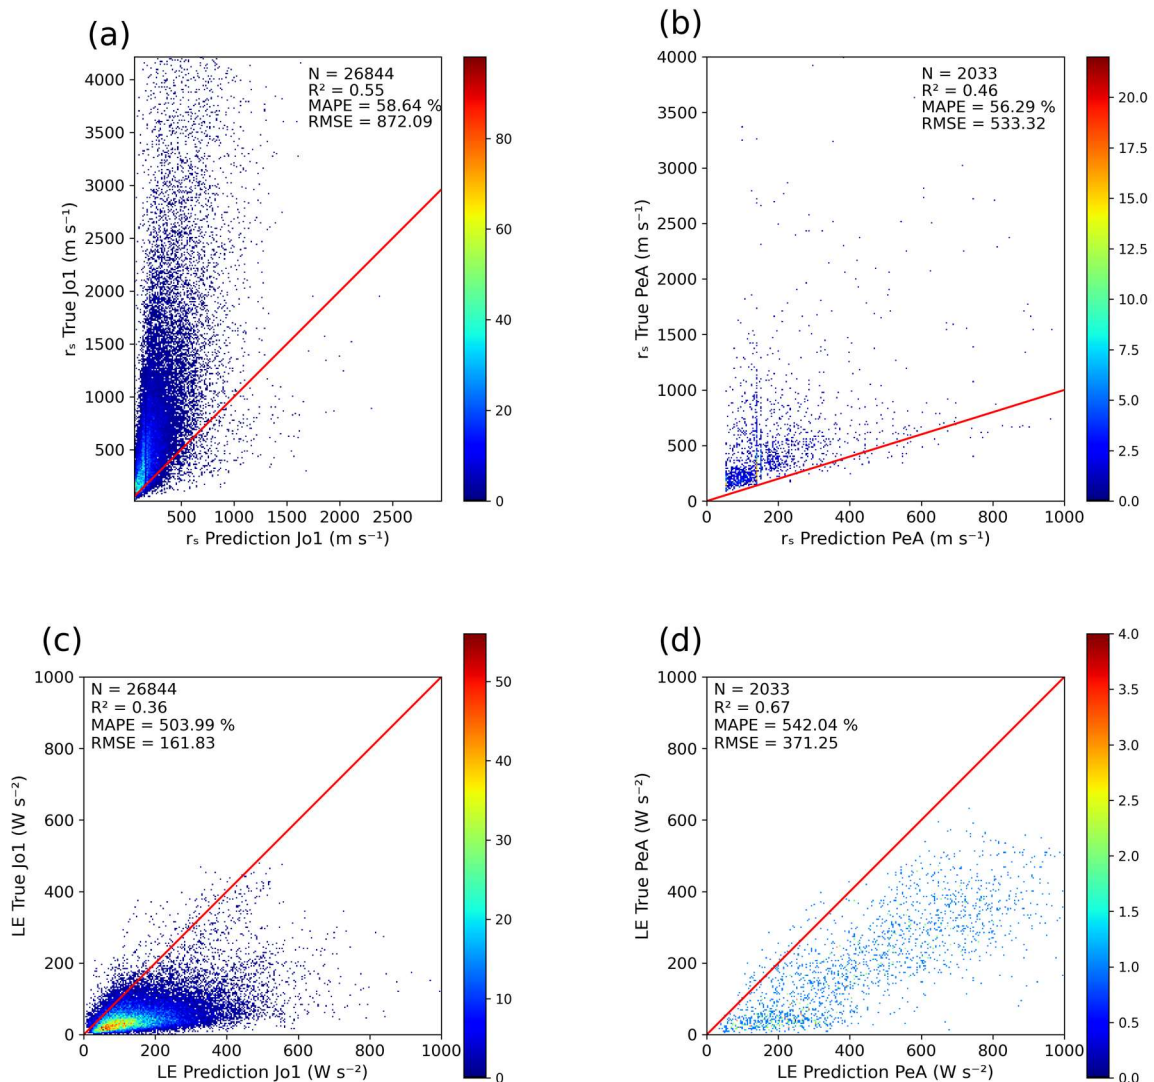 (a)
N = 26844
R² = 0.55
MAPE = 58.64 %
RMSE = 872.09
4000
3500
3000
2500
2000
1500
1000
500
rₛ True Jo1 (m s⁻¹)
500 1000 1500 2000 2500
rₛ Prediction Jo1 (m s⁻¹)
80
60
40
20
0
(b)
N = 2033
R² = 0.46
MAPE = 56.29 %
RMSE = 533.32
4000
3500
3000
2500
2000
1500
1000
500
0
rₛ True PeA (m s⁻¹)
0 200 400 600 800 1000
rₛ Prediction PeA (m s⁻¹)
20.0
17.5
15.0
12.5
10.0
7.5
5.0
2.5
0.0
(c)
N = 26844
R² = 0.36
MAPE = 503.99 %
RMSE = 161.83
1000
800
600
400
200
0
LE True Jo1 (W s⁻²)
0 200 400 600 800 1000
LE Prediction Jo1 (W s⁻²)
50
40
30
20
10
0
(d)
N = 2033
R² = 0.67
MAPE = 542.04 %
RMSE = 371.25
1000
800
600
400
200
0
LE True PeA (W s⁻²)
0 200 400 600 800 1000
LE Prediction PeA (W s⁻²)
4.0
3.5
3.0
2.5
2.0
1.5
1.0
0.5
0.0